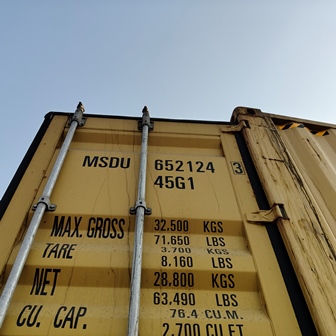 MSDU 652124 3
45G1
MAX. GROSS 32.500 KGS
71.650 LBS
TARE 3.700 KGS
8.160 LBS
NET 28.800 KGS
63.490 LBS
CU. CAP. 76.4 CU.M.
2.700 CU.FT